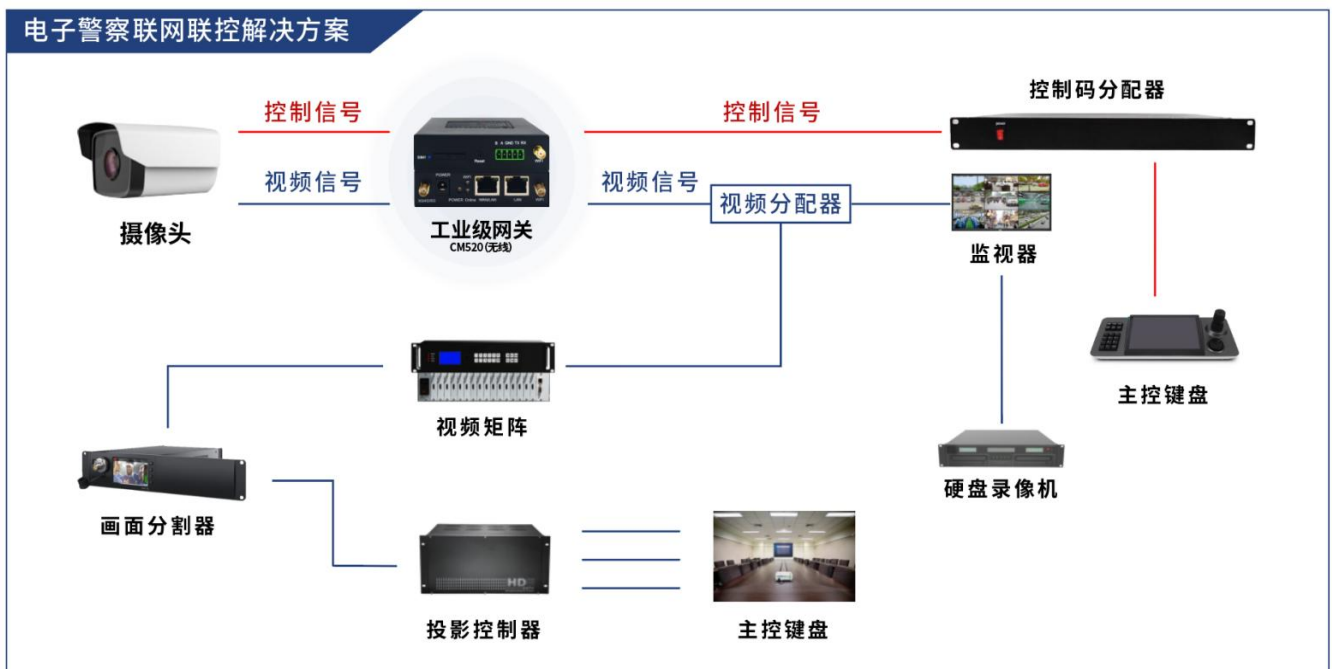 电子警察联网联控解决方案
控制信号
控制信号
控制码分配器
视频信号
视频信号
视频分配器
摄像头
工业级网关
CM520(无线)
监视器
主控键盘
视频矩阵
硬盘录像机
画面分割器
HD
投影控制器
主控键盘